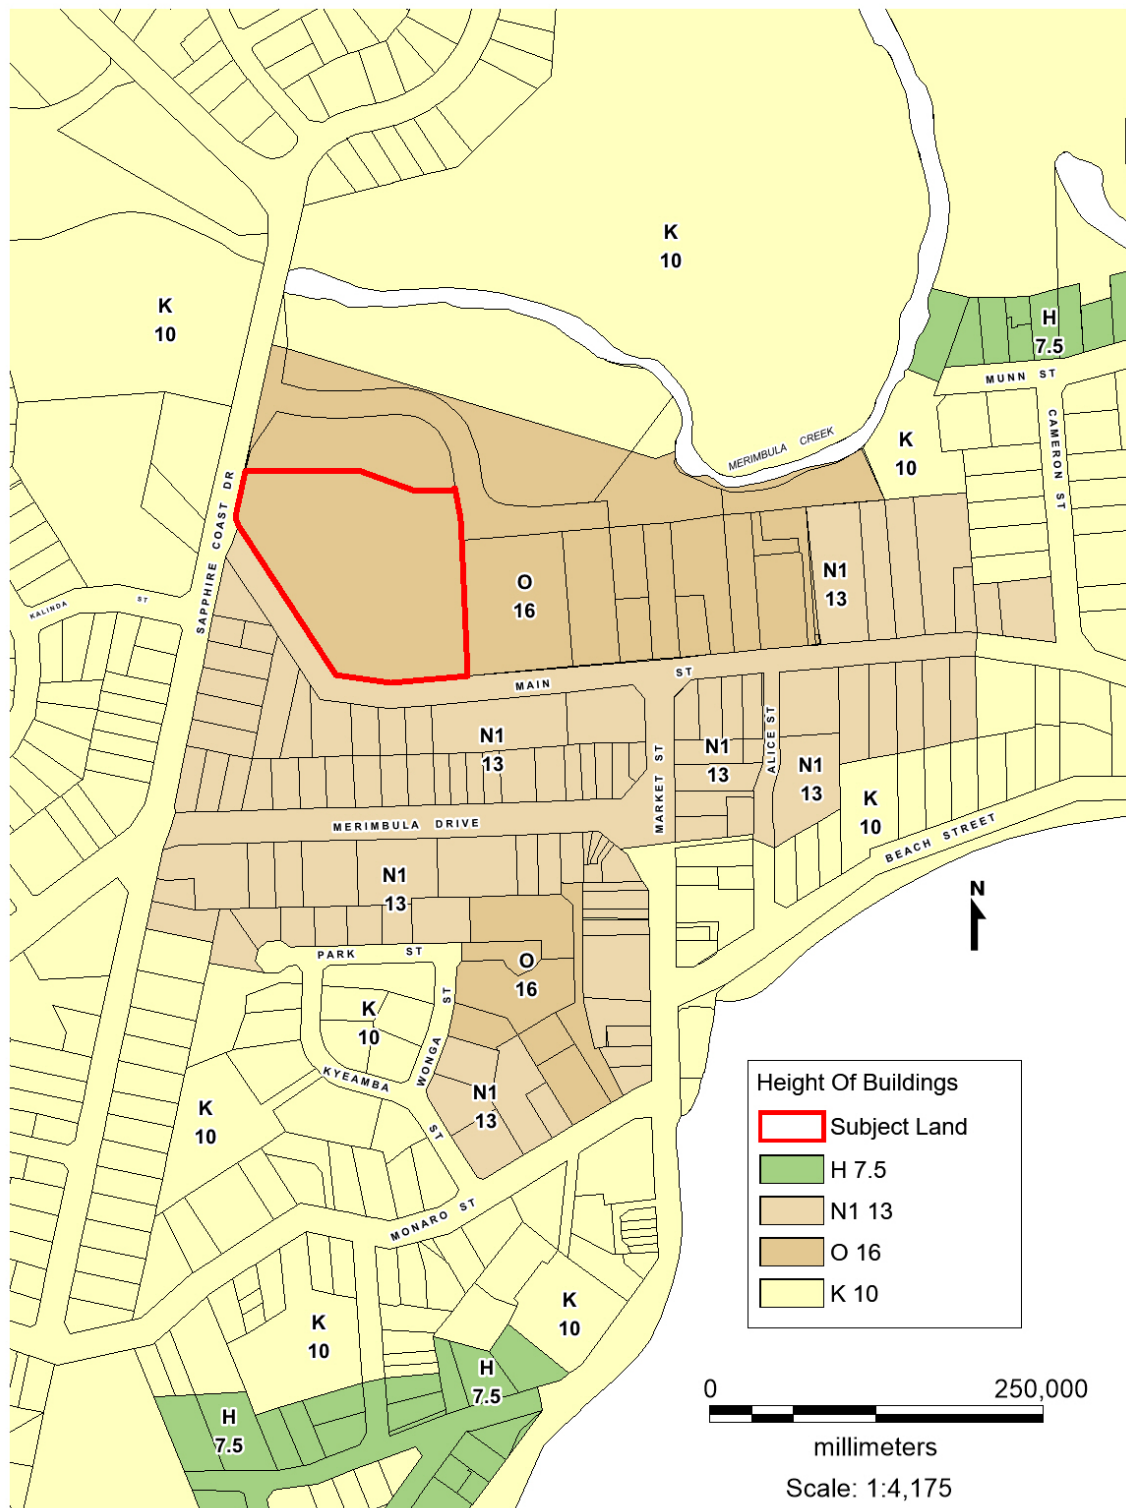 K
10
K
10
H
7.5
MUNN ST
CAMERON ST
MERIMBULA CREEK
K
10
SAPPHIRE COAST DR
KALINDA ST
O
16
N1
13
MAIN ST
N1
13
MARKET ST
N1
13
ALICE ST
N1
13
K
10
BEACH STREET
MERIMBULA DRIVE
N1
13
N
PARK ST
O
16
K
10
WONGA ST
KYEAMBA ST
N1
13
K
10
MONARO ST
Height Of Buildings
Subject Land
H 7.5
N1 13
O 16
K 10
K
10
K
10
H
7.5
H
7.5
0 250,000
millimeters
Scale: 1:4,175